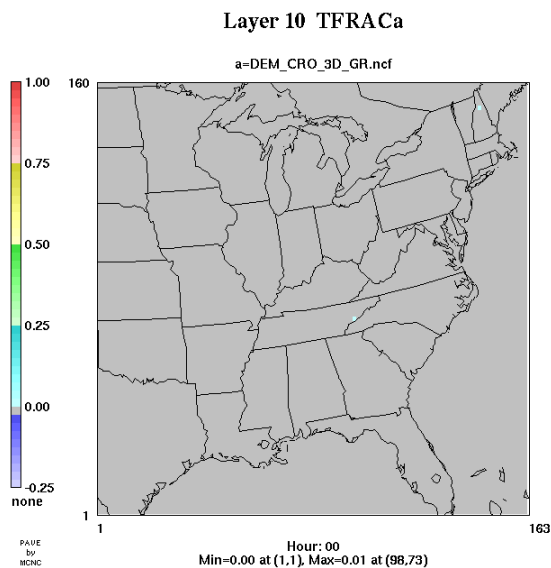 Layer 10 TFRACa
a=DEM_CRO_3D_GR.ncf
1.00
0.75
0.50
0.25
0.00
-0.25
none
160
1
1
163
PAVE
by
MCNC
Hour: 00
Min=0.00 at (1,1), Max=0.01 at (98,73)